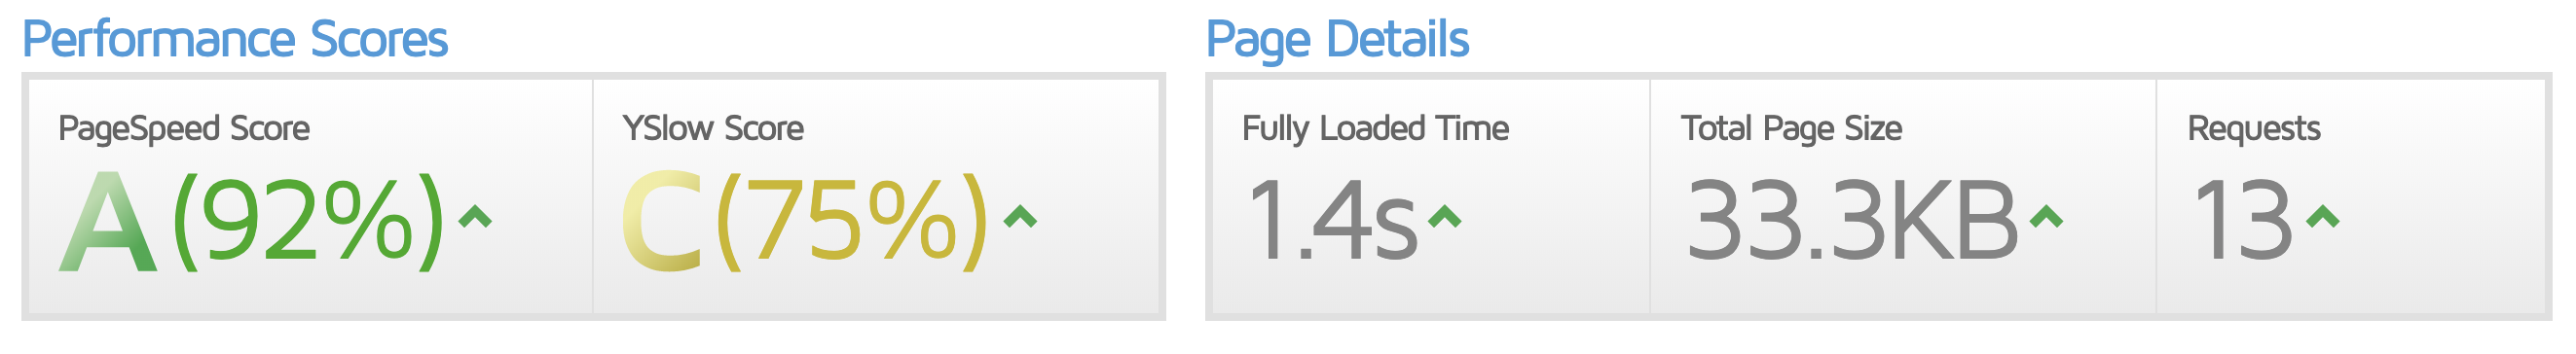 Performance Scores
PageSpeed Score
A (92%)
YSlow Score
C (75%)
Page Details
Fully Loaded Time
1.4s
Total Page Size
33.3KB
Requests
13